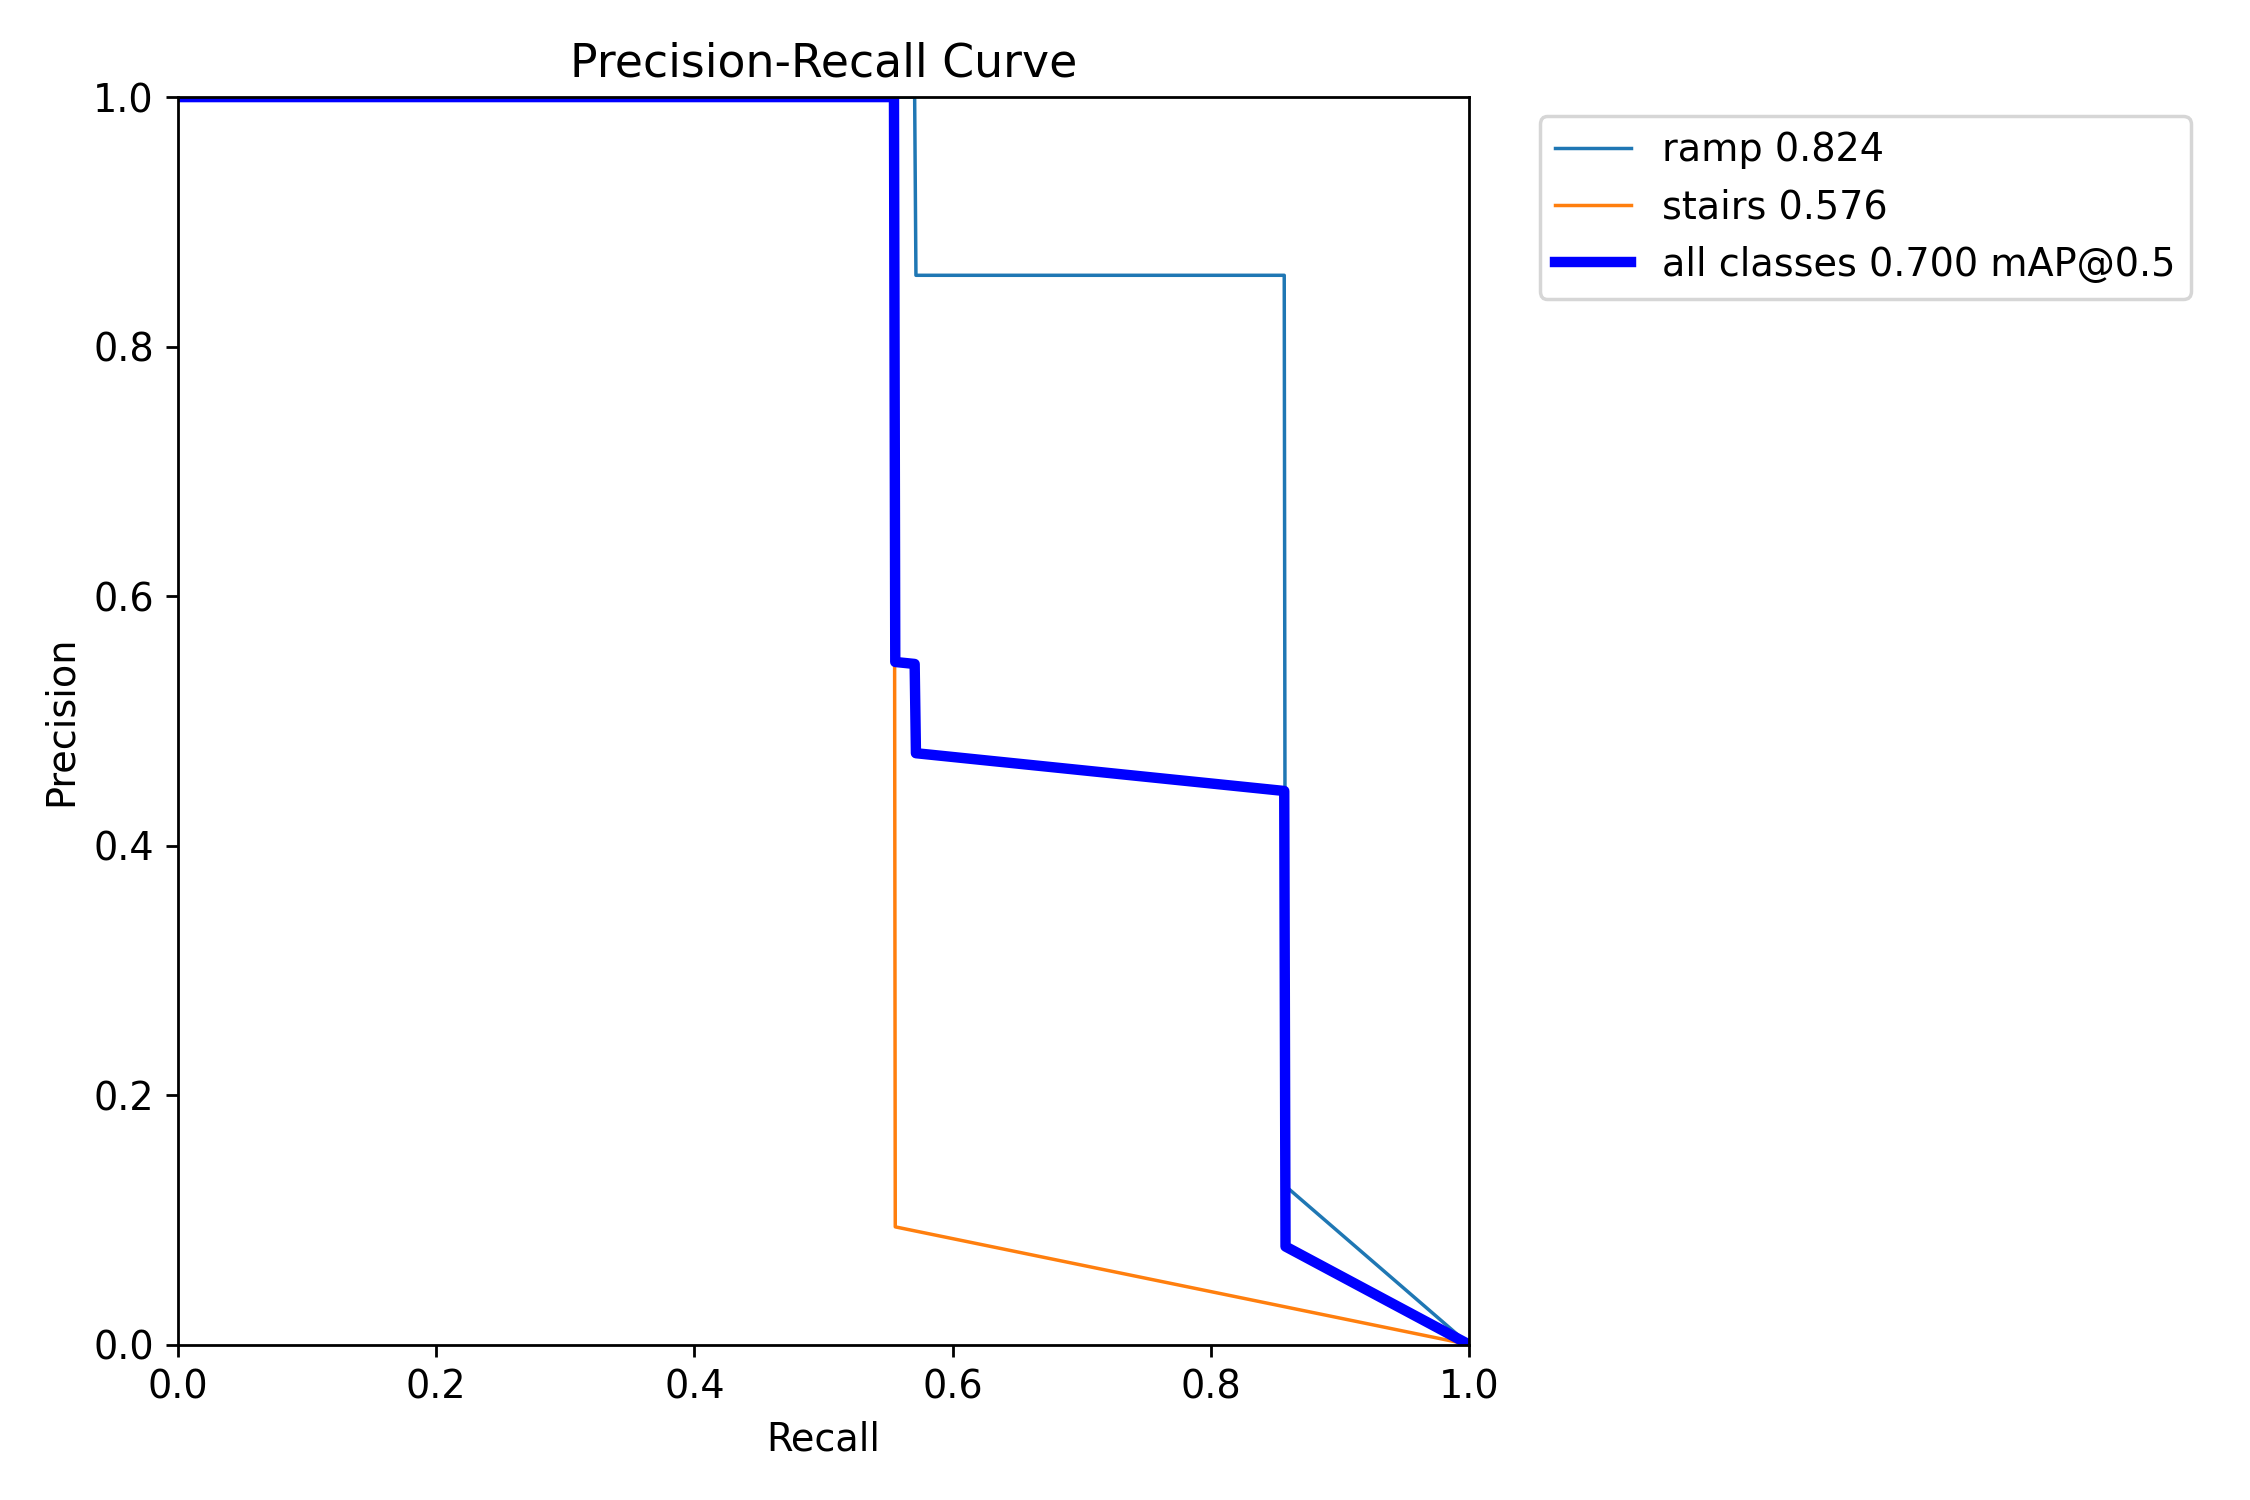 Precision-Recall Curve
ramp 0.824
stairs 0.576
all classes 0.700 mAP@0.5
Precision
1.0
0.8
0.6
0.4
0.2
0.0
0.0 0.2 0.4 0.6 0.8 1.0
Recall